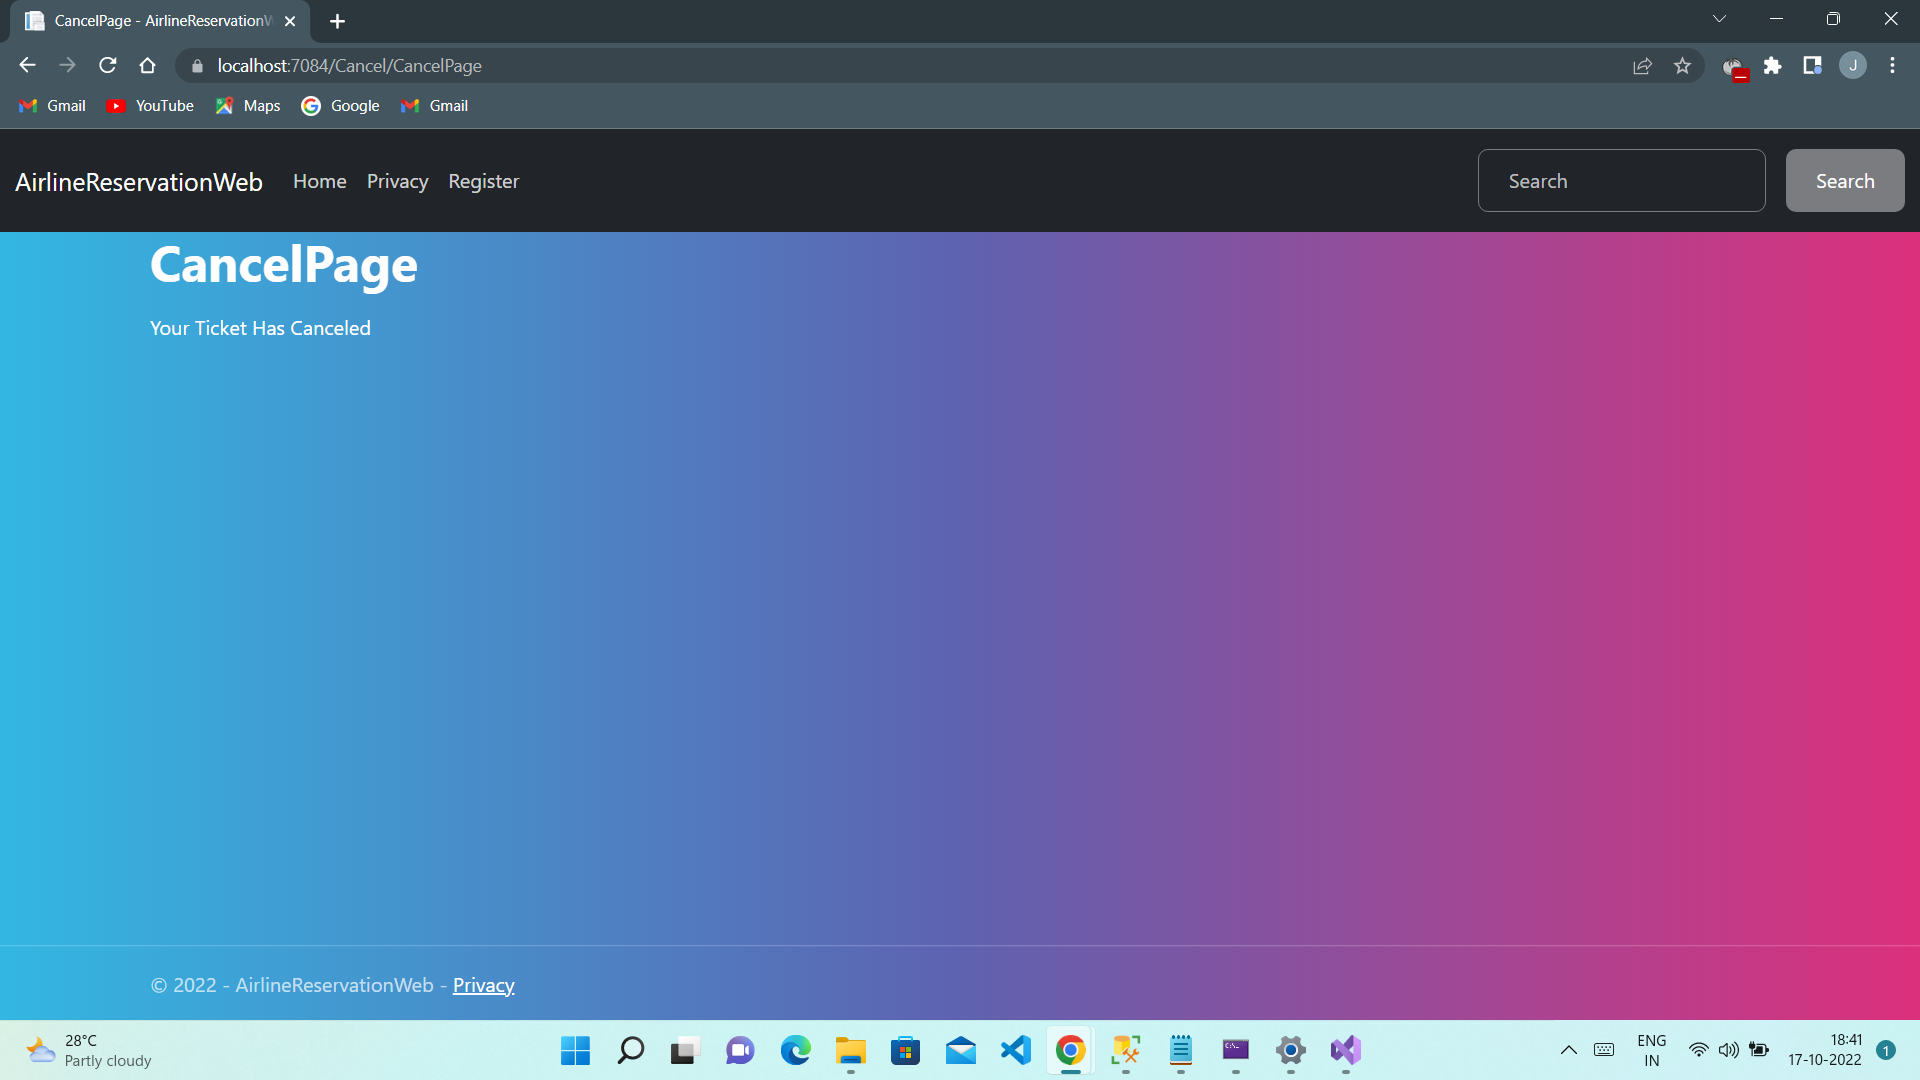 CancelPage - AirlineReservationW
localhost:7084/Cancel/CancelPage
J
Gmail YouTube Maps Google Gmail
AirlineReservationWeb Home Privacy Register Search Search
CancelPage
Your Ticket Has Canceled
© 2022 - AirlineReservationWeb - Privacy
28°C
Partly cloudy
ENG
IN
18:41
17-10-2022
1